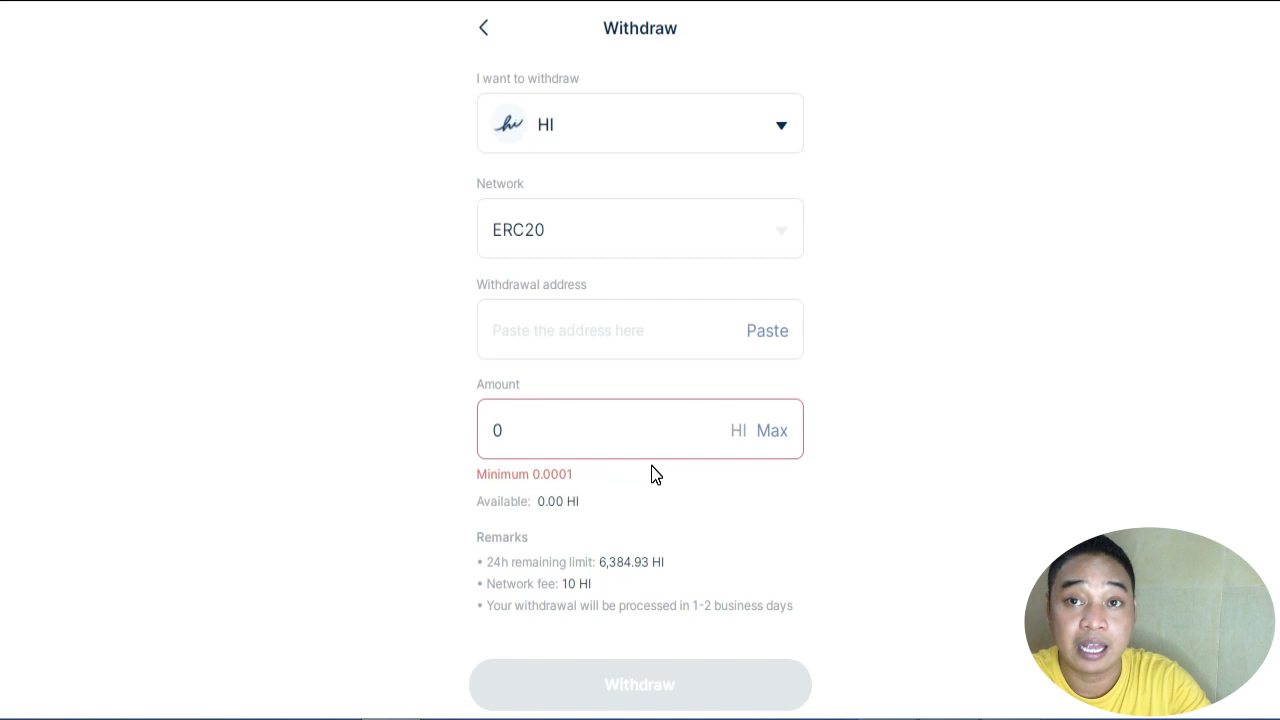 Withdraw
I want to withdraw
hi HI
Network
ERC20
Withdrawal address
Paste the address here Paste
Amount
0 HI Max
Minimum 0.0001
Available: 0.00 HI
Remarks
• 24h remaining limit: 6,384.93 HI
• Network fee: 10 HI
• Your withdrawal will be processed in 1-2 business days
Withdraw